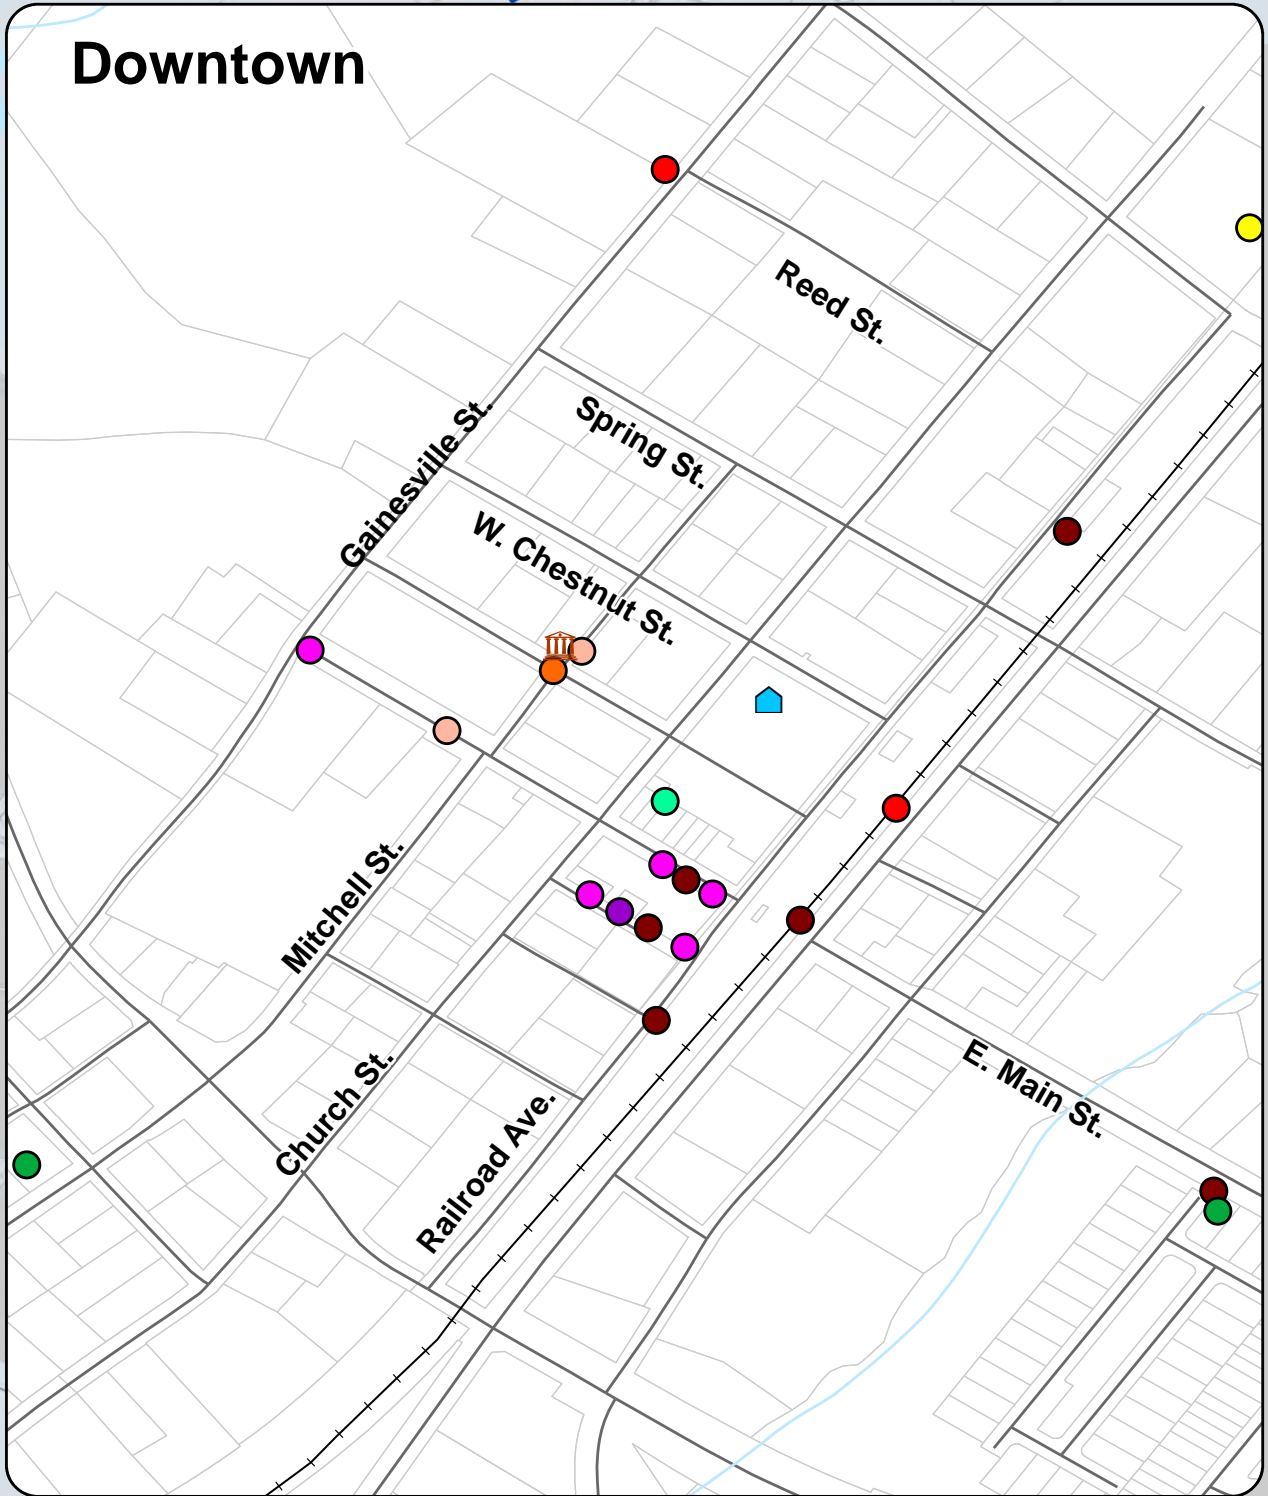 Downtown
Reed St.
Spring St.
Gainesville St.
W. Chestnut St.
Mitchell St.
Church St.
Railroad Ave.
E. Main St.